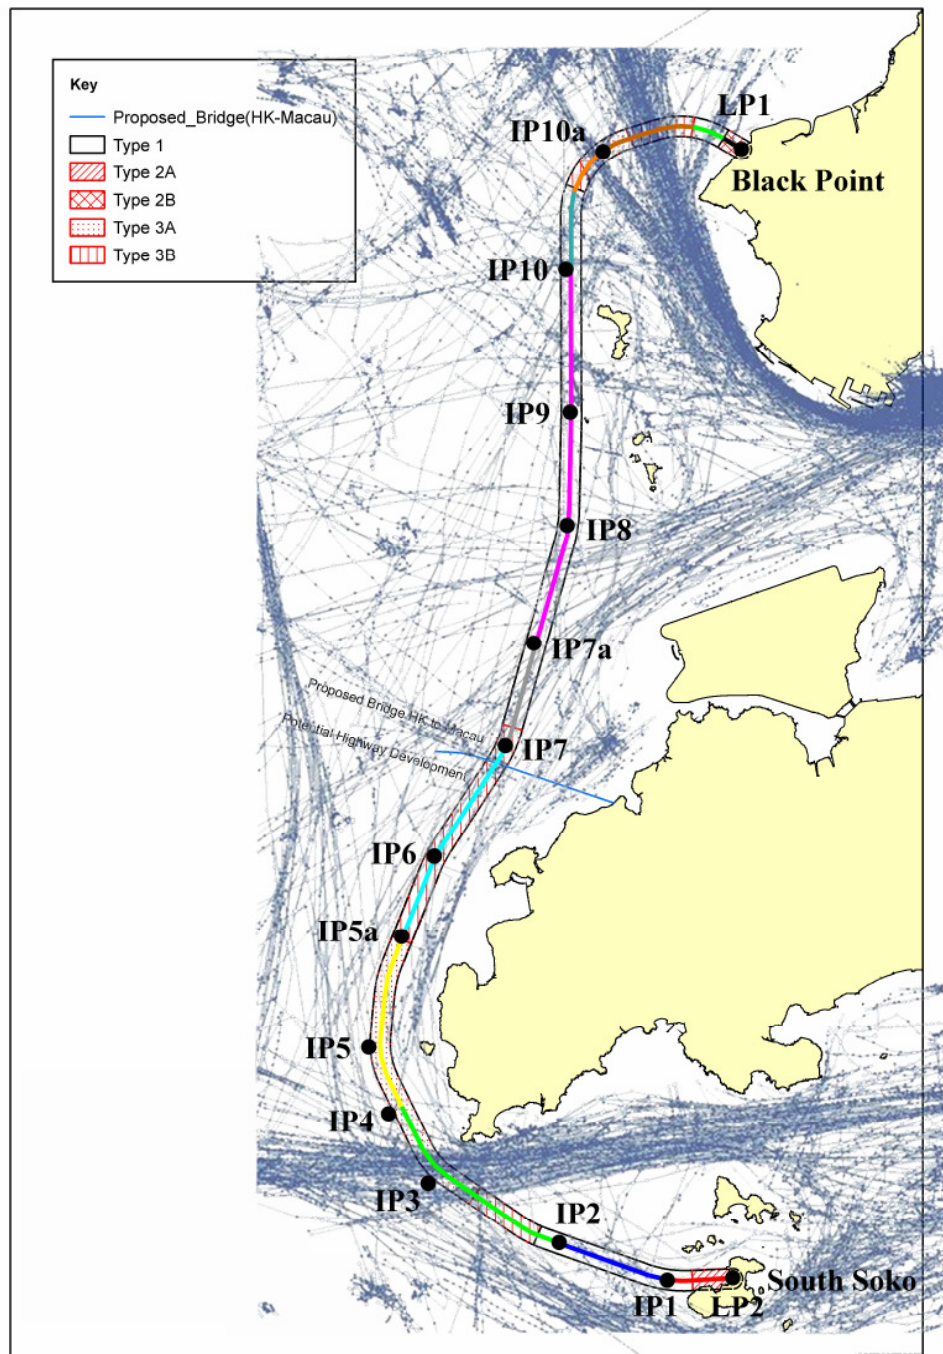 Key
Proposed_Bridge(HK-Macau)
Type 1
Type 2A
Type 2B
Type 3A
Type 3B
LP1
IP10a
Black Point
IP10
IP9
IP8
IP7a
Proposed Bridge HK to Macau
Potential Highway Development
IP7
IP6
IP5a
IP5
IP4
IP3
IP2
IP1
LP2
South Soko